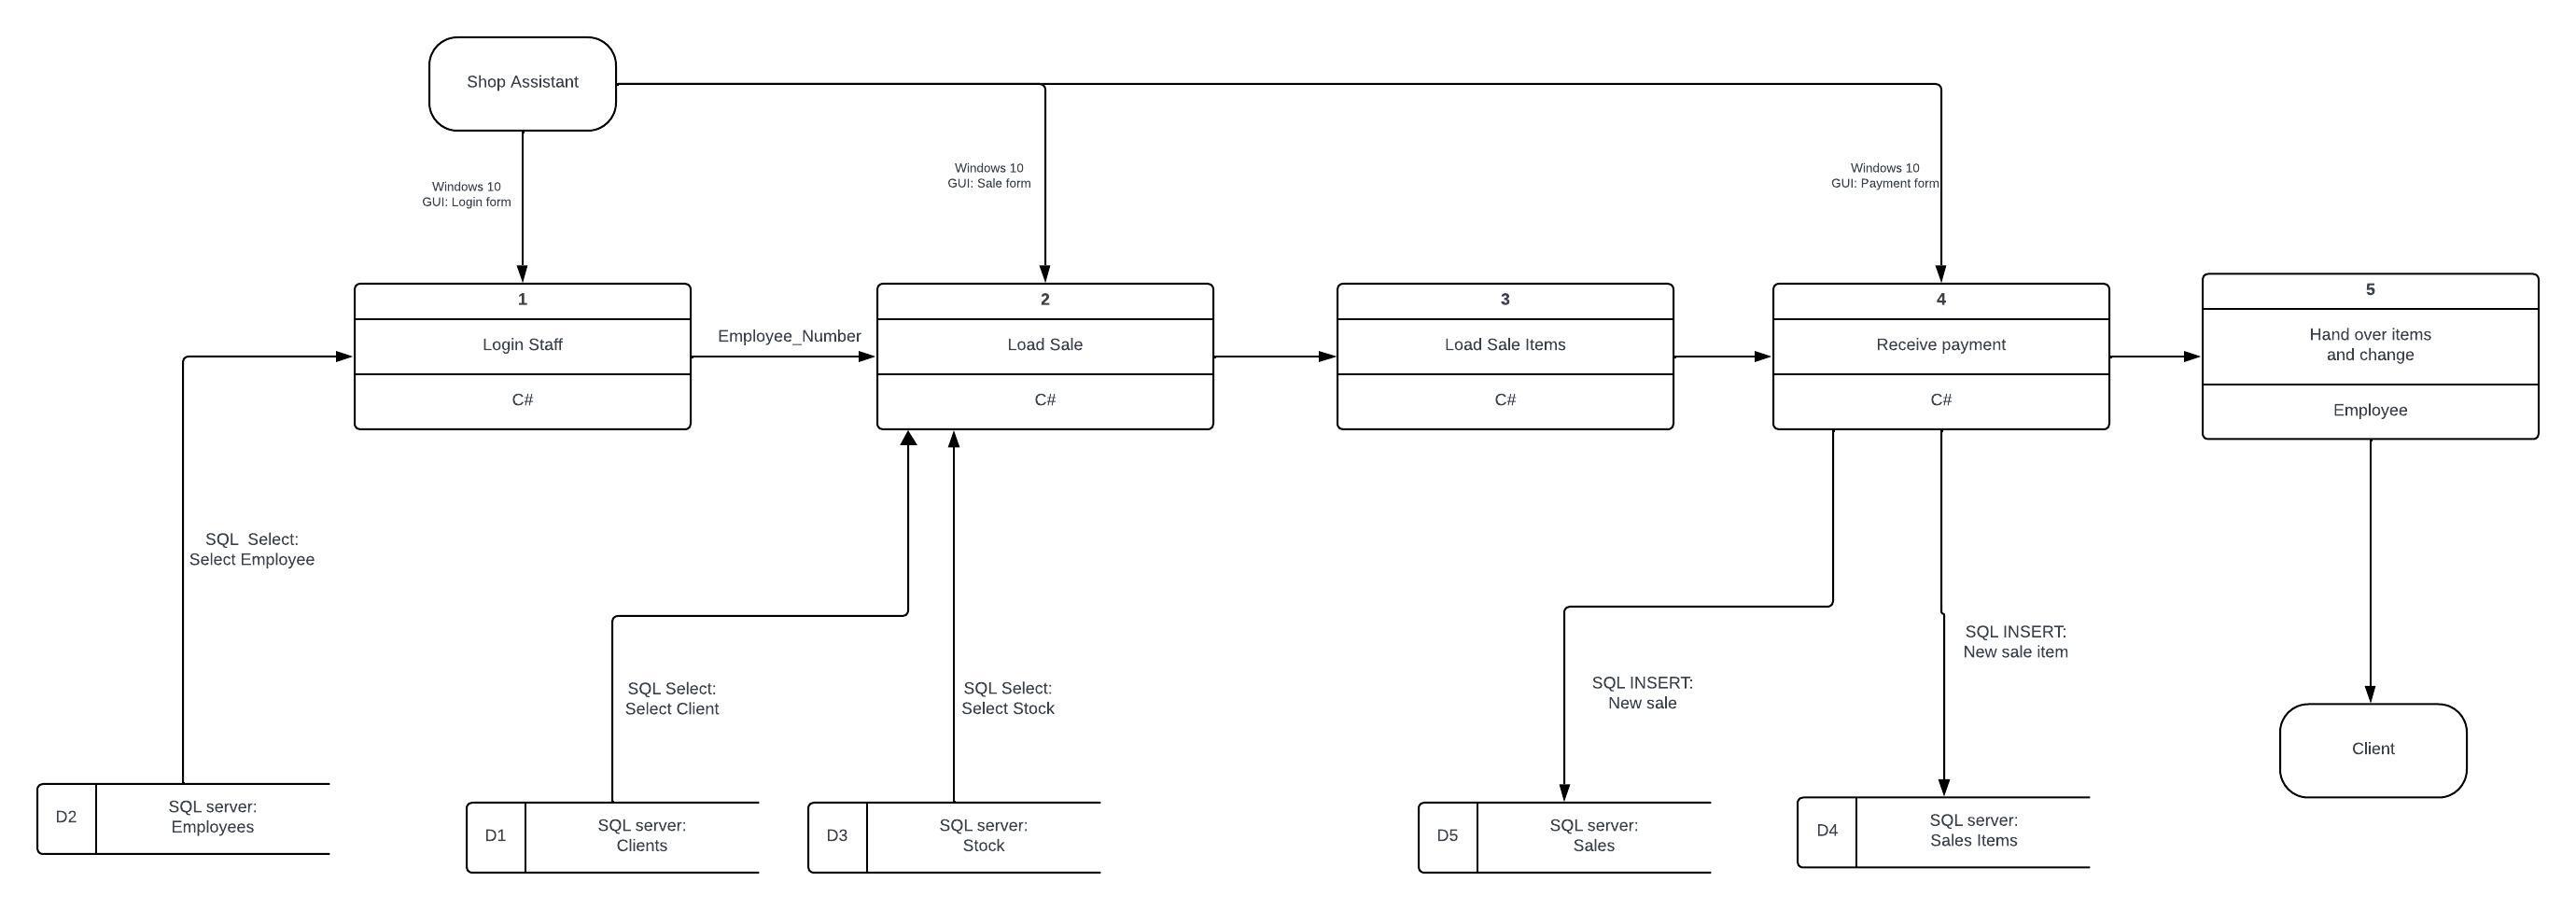 Shop Assistant
Windows 10
GUI: Login form
Windows 10
GUI: Sale form
Windows 10
GUI: Payment form
1
Login Staff
C#
Employee_Number
2
Load Sale
C#
3
Load Sale Items
C#
4
Receive payment
C#
5
Hand over items
and change
Employee
SQL  Select:
Select Employee
SQL Select:
Select Client
SQL Select:
Select Stock
SQL INSERT:
New sale
SQL INSERT:
New sale item
Client
D2
SQL server:
Employees
D1
SQL server:
Clients
D3
SQL server:
Stock
D5
SQL server:
Sales
D4
SQL server:
Sales Items